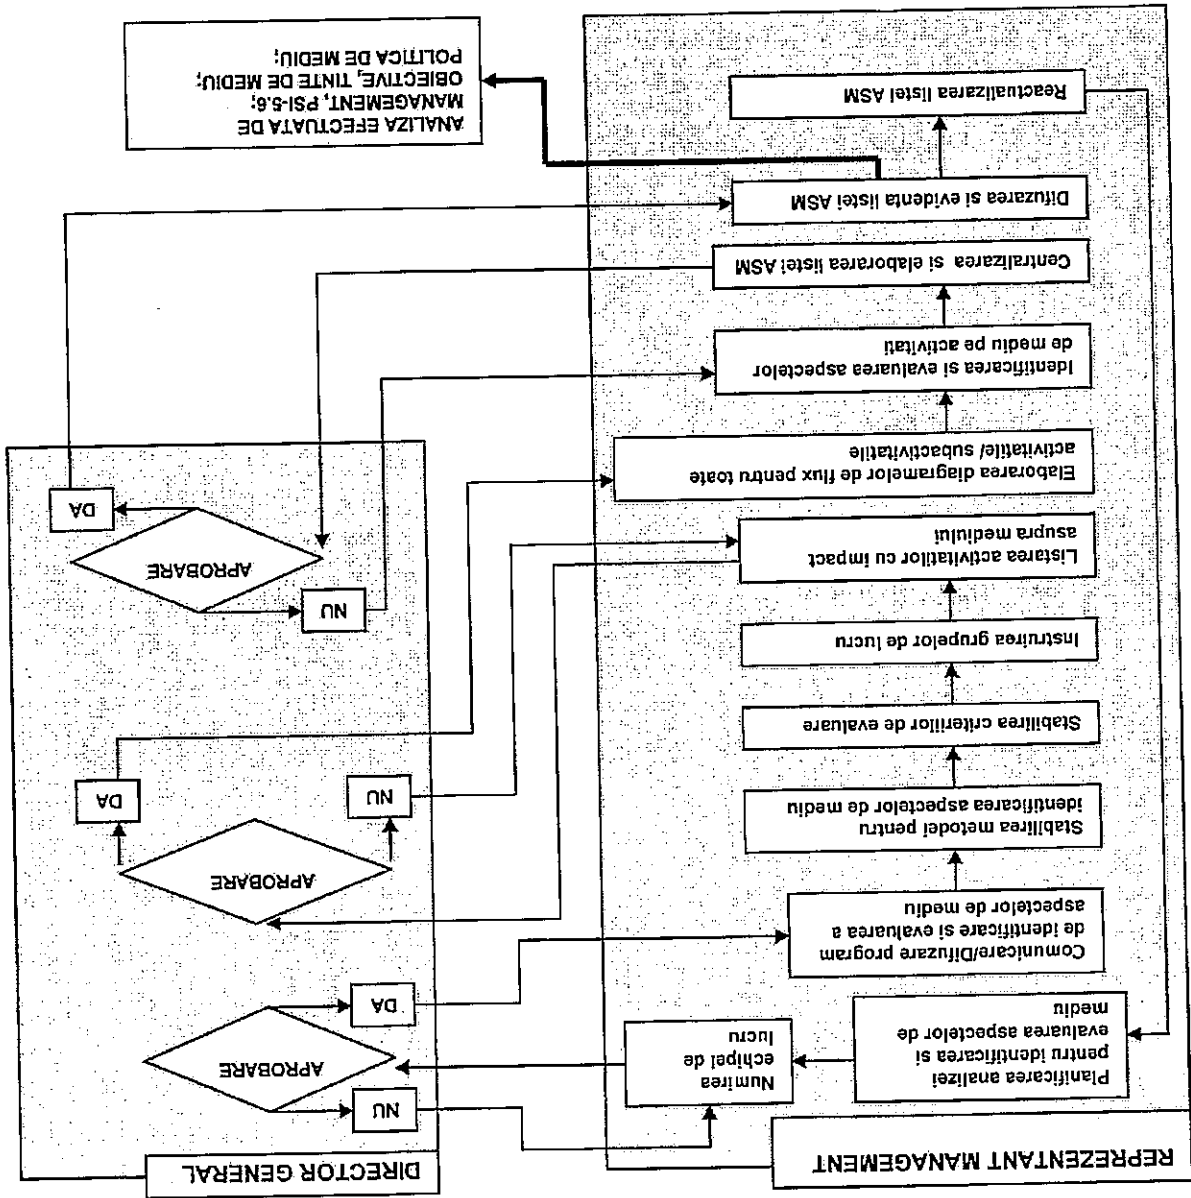 REPREZENTANT MANAGEMENT
DIRECTOR GENERAL
Planificarea analizei
pentru identificarea si
evaluarea aspectelor de
mediu
Numirea
echipei de
lucru
NU
APROBARE
DA
Comunicare/Difuzare program
de identificare si evaluarea a
aspectelor de mediu
Stabilirea metodei pentru
identificarea aspectelor de mediu
APROBARE
NU
DA
Stabilirea criteriilor de evaluare
Instruirea grupelor de lucru
Listarea activitatilor cu impact
asupra mediului
Elaborarea diagramelor de flux pentru toate
activitatile/ subactivitatile
NU
APROBARE
DA
Identificarea si evaluarea aspectelor
de mediu pe activitati
Centralizarea si elaborarea listei ASM
Difuzarea si evidenta listei ASM
Reactualizarea listei ASM
ANALIZA EFECTUATA DE
MANAGEMENT, PSI-5.6;
OBIECTIVE, TINTE DE MEDIU;
POLITICA DE MEDIU;